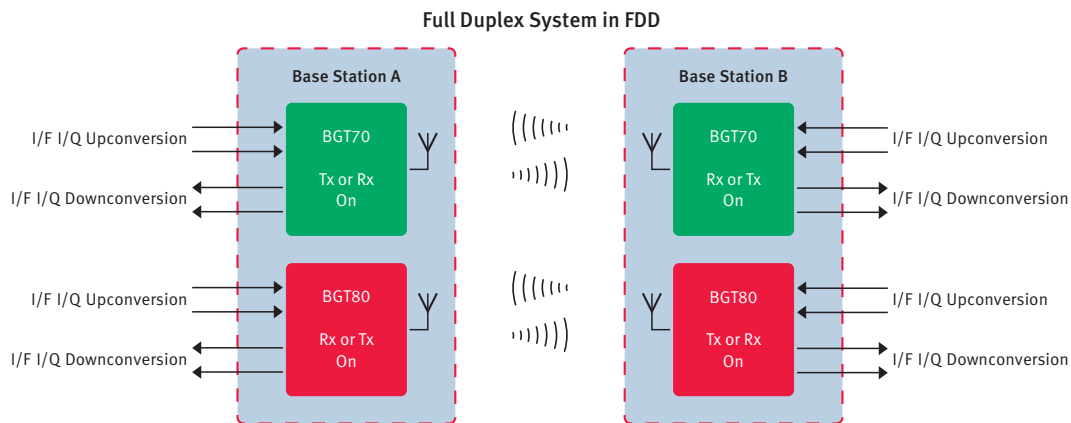 Full Duplex System in FDD
Base Station A
Base Station B
I/F I/Q Upconversion
I/F I/Q Downconversion
BGT70
Tx or Rx
On
BGT70
Rx or Tx
On
I/F I/Q Upconversion
I/F I/Q Downconversion
I/F I/Q Upconversion
I/F I/Q Downconversion
BGT80
Rx or Tx
On
BGT80
Tx or Rx
On
I/F I/Q Upconversion
I/F I/Q Downconversion